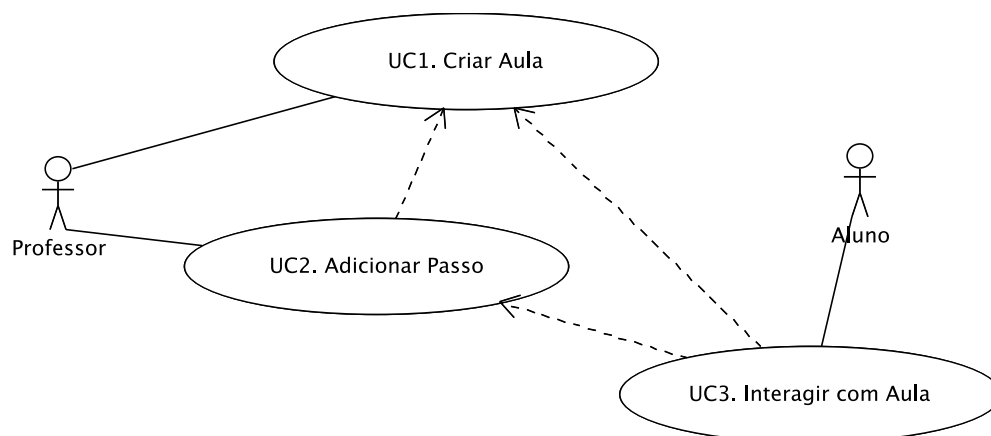 UC1. Criar Aula
Professor
Aluno
UC2. Adicionar Passo
UC3. Interagir com Aula